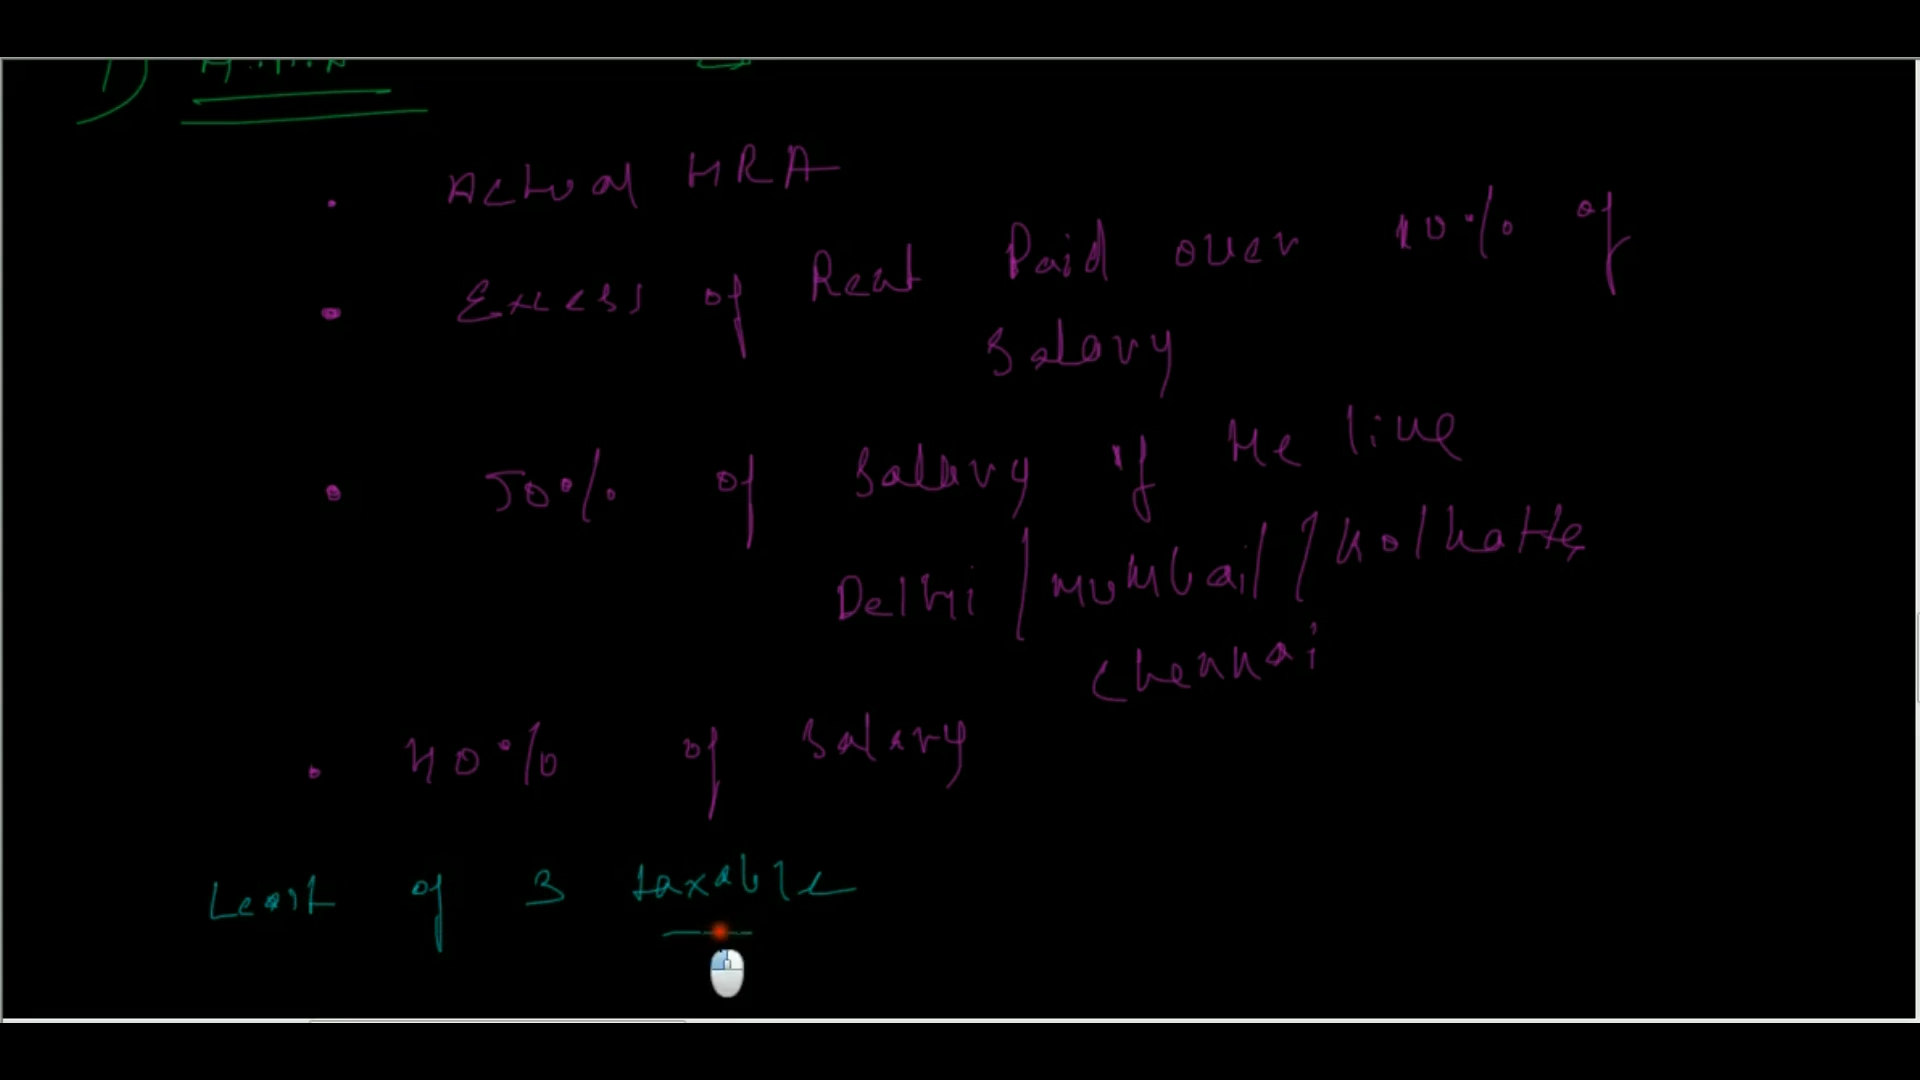 • Actual HRA
• Excess of Rent Paid over 10% of
Salary
• 50% of Salary if He live
Delhi / Mumbai / Kolkatta
Chennai
• 40% of Salary
Least of 3 taxable